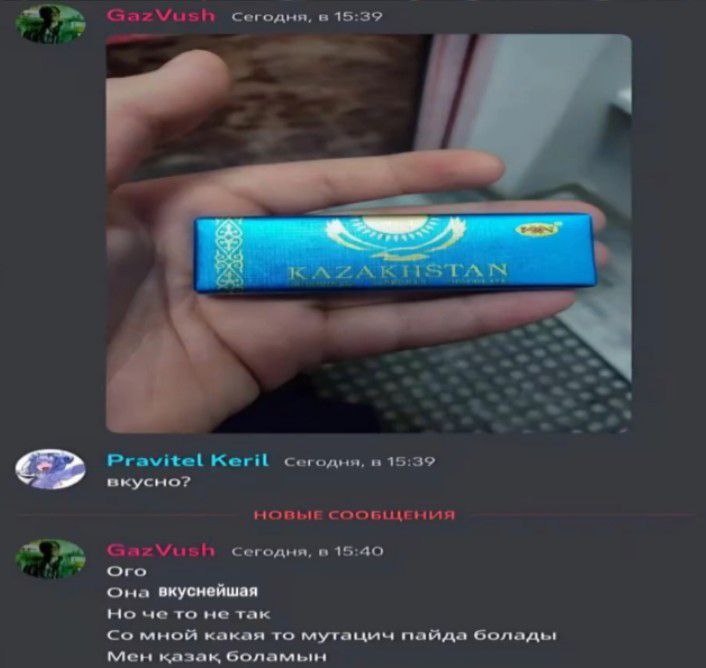 GazVush Сегодня, в 15:39
KAZAKHSTAN
Pravitel Keril Сегодня, в 15:39
вкусно?
НОВЫЕ СООБЩЕНИЯ
GazVush Сегодня, в 15:40
Ого
Она вкуснейшая
Но че то не так
Со мной какая то мутацич пайда болады
Мен қазақ боламын